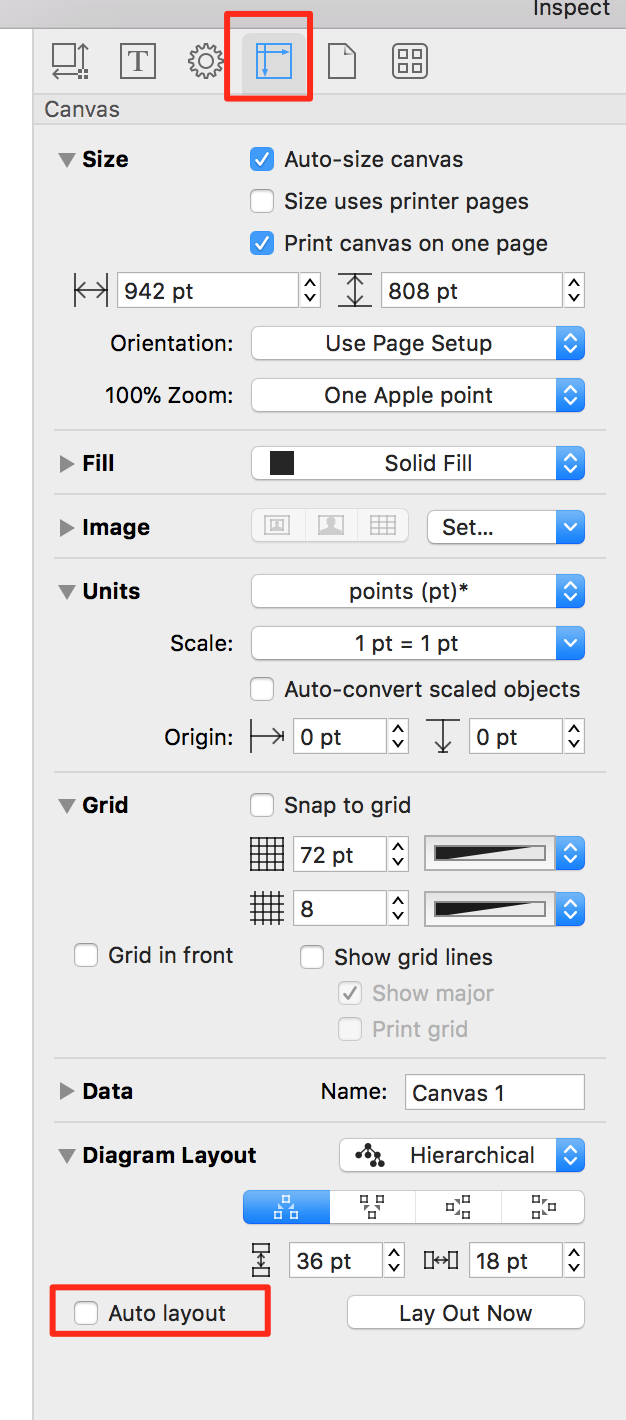 Inspect
T
Canvas
Size
Auto-size canvas
Size uses printer pages
Print canvas on one page
942 pt 808 pt
Orientation: Use Page Setup
100% Zoom: One Apple point
Fill Solid Fill
Image Set...
Units points (pt)*
Scale: 1 pt = 1 pt
Auto-convert scaled objects
Origin: 0 pt 0 pt
Grid Snap to grid
72 pt
8
Grid in front Show grid lines
Show major
Print grid
Data Name: Canvas 1
Diagram Layout Hierarchical
36 pt 18 pt
Auto layout Lay Out Now